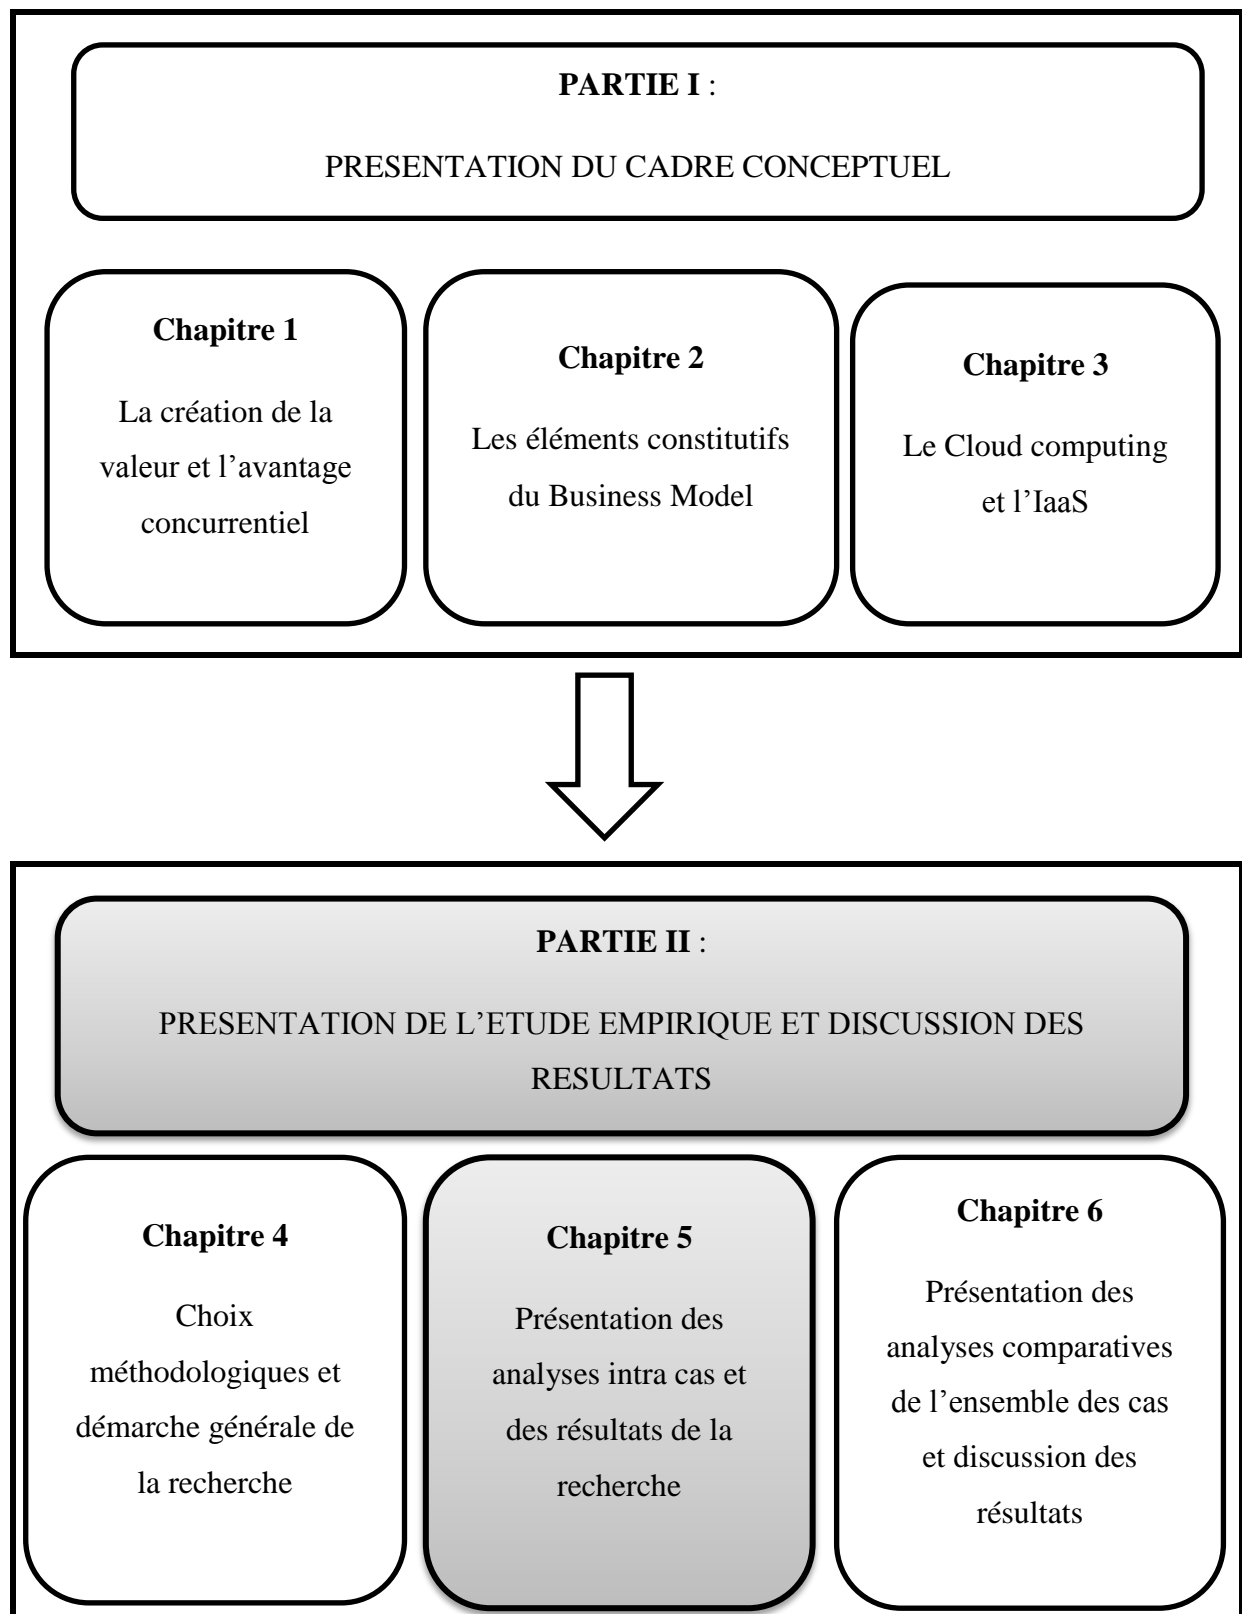 PARTIE I :
PRESENTATION DU CADRE CONCEPTUEL
Chapitre 1
La création de la
valeur et l’avantage
concurrentiel
Chapitre 2
Les éléments constitutifs
du Business Model
Chapitre 3
Le Cloud computing
et l’IaaS
PARTIE II :
PRESENTATION DE L’ETUDE EMPIRIQUE ET DISCUSSION DES
RESULTATS
Chapitre 4
Choix
méthodologiques et
démarche générale de
la recherche
Chapitre 5
Présentation des
analyses intra cas et
des résultats de la
recherche
Chapitre 6
Présentation des
analyses comparatives
de l’ensemble des cas
et discussion des
résultats